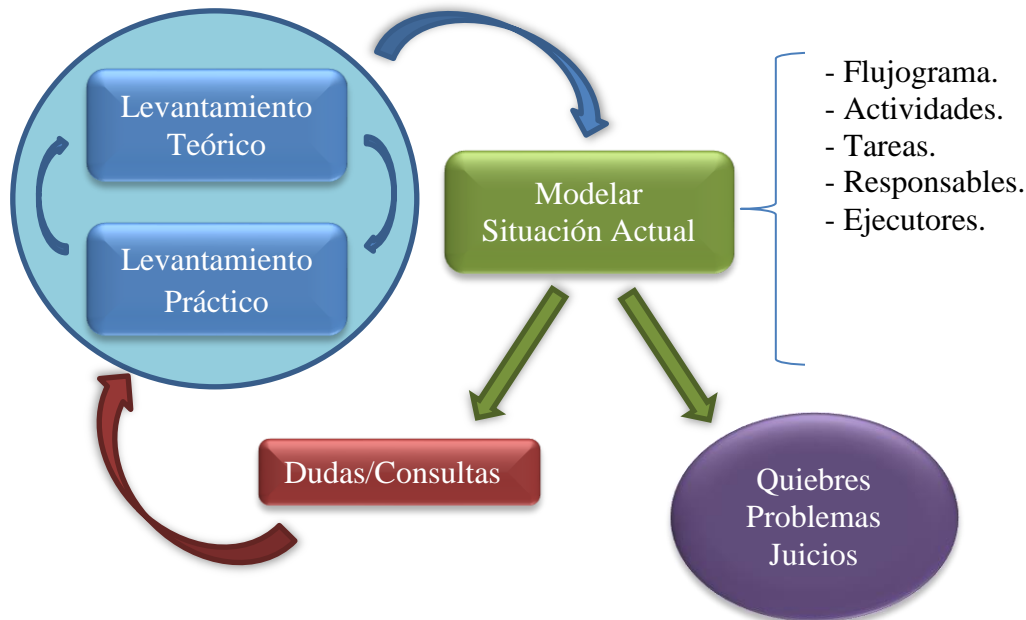 Levantamiento
Teórico
Levantamiento
Práctico
Modelar
Situación Actual
- Flujograma.
- Actividades.
- Tareas.
- Responsables.
- Ejecutores.
Dudas/Consultas
Quiebres
Problemas
Juicios